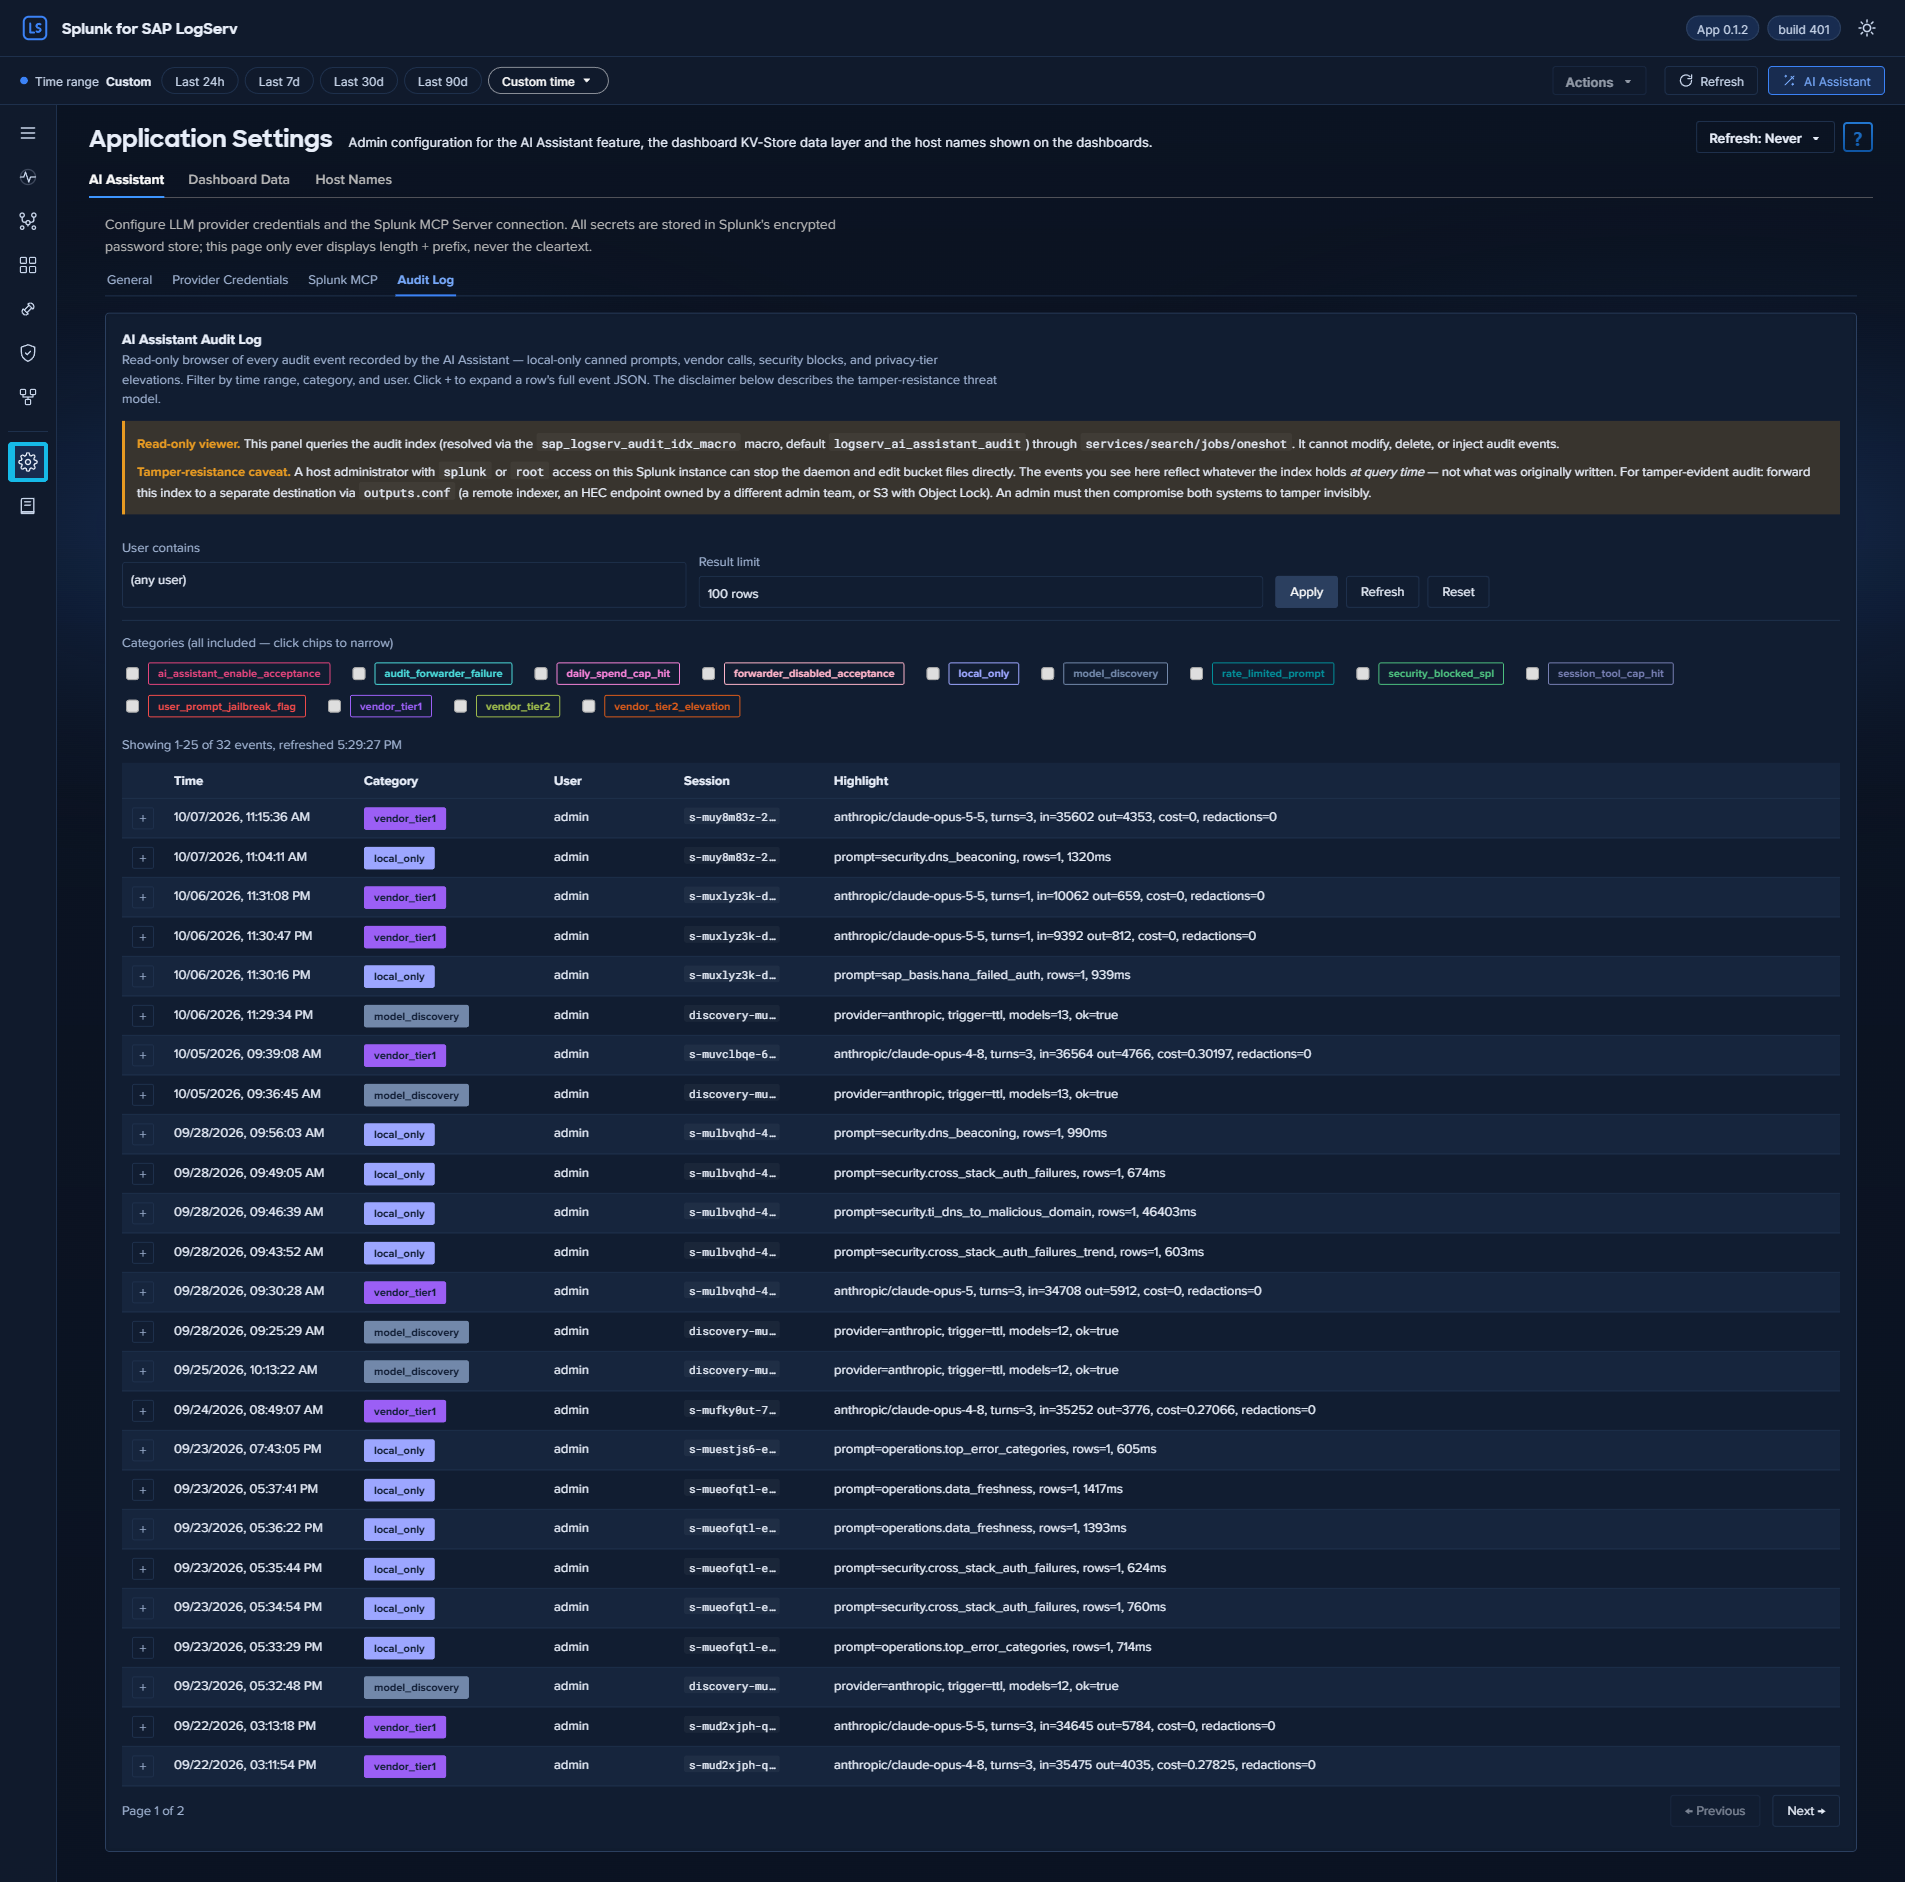 LS Splunk for SAP LogServ App 0.1.2 build 401
Time range Custom Last 24h Last 7d Last 30d Last 90d Custom time Actions Refresh AI Assistant
Application Settings Admin configuration for the AI Assistant feature, the dashboard KV-Store data layer and the host names shown on the dashboards. Refresh: Never ?
AI Assistant Dashboard Data Host Names
Configure LLM provider credentials and the Splunk MCP Server connection. All secrets are stored in Splunk's encrypted
password store; this page only ever displays length + prefix, never the cleartext.
General Provider Credentials Splunk MCP Audit Log
AI Assistant Audit Log
Read-only browser of every audit event recorded by the AI Assistant — local-only canned prompts, vendor calls, security blocks, and privacy-tier
elevations. Filter by time range, category, and user. Click + to expand a row's full event JSON. The disclaimer below describes the tamper-resistance threat
model.
Read-only viewer. This panel queries the audit index (resolved via the sap_logserv_audit_idx_macro macro, default logserv_ai_assistant_audit ) through services/search/jobs/oneshot . It cannot modify, delete, or inject audit events.
Tamper-resistance caveat. A host administrator with splunk or root access on this Splunk instance can stop the daemon and edit bucket files directly. The events you see here reflect whatever the index holds at query time — not what was originally written. For tamper-evident audit: forward
this index to a separate destination via outputs.conf (a remote indexer, an HEC endpoint owned by a different admin team, or S3 with Object Lock). An admin must then compromise both systems to tamper invisibly.
User contains
Result limit
(any user)
100 rows Apply Refresh Reset
Categories (all included — click chips to narrow)
ai_assistant_enable_acceptance audit_forwarder_failure daily_spend_cap_hit forwarder_disabled_acceptance local_only model_discovery rate_limited_prompt security_blocked_spl session_tool_cap_hit
user_prompt_jailbreak_flag vendor_tier1 vendor_tier2 vendor_tier2_elevation
Showing 1-25 of 32 events, refreshed 5:29:27 PM
Time Category User Session Highlight
+ 10/07/2026, 11:15:36 AM vendor_tier1 admin s-muy8m83z-2… anthropic/claude-opus-5-5, turns=3, in=35602 out=4353, cost=0, redactions=0
+ 10/07/2026, 11:04:11 AM local_only admin s-muy8m83z-2… prompt=security.dns_beaconing, rows=1, 1320ms
+ 10/06/2026, 11:31:08 PM vendor_tier1 admin s-muxlyz3k-d… anthropic/claude-opus-5-5, turns=1, in=10062 out=659, cost=0, redactions=0
+ 10/06/2026, 11:30:47 PM vendor_tier1 admin s-muxlyz3k-d… anthropic/claude-opus-5-5, turns=1, in=9392 out=812, cost=0, redactions=0
+ 10/06/2026, 11:30:16 PM local_only admin s-muxlyz3k-d… prompt=sap_basis.hana_failed_auth, rows=1, 939ms
+ 10/06/2026, 11:29:34 PM model_discovery admin discovery-mu… provider=anthropic, trigger=ttl, models=13, ok=true
+ 10/05/2026, 09:39:08 AM vendor_tier1 admin s-muvclbqe-6… anthropic/claude-opus-4-8, turns=3, in=36564 out=4766, cost=0.30197, redactions=0
+ 10/05/2026, 09:36:45 AM model_discovery admin discovery-mu… provider=anthropic, trigger=ttl, models=13, ok=true
+ 09/28/2026, 09:56:03 AM local_only admin s-mulbvqhd-4… prompt=security.dns_beaconing, rows=1, 990ms
+ 09/28/2026, 09:49:05 AM local_only admin s-mulbvqhd-4… prompt=security.cross_stack_auth_failures, rows=1, 674ms
+ 09/28/2026, 09:46:39 AM local_only admin s-mulbvqhd-4… prompt=security.ti_dns_to_malicious_domain, rows=1, 46403ms
+ 09/28/2026, 09:43:52 AM local_only admin s-mulbvqhd-4… prompt=security.cross_stack_auth_failures_trend, rows=1, 603ms
+ 09/28/2026, 09:30:28 AM vendor_tier1 admin s-mulbvqhd-4… anthropic/claude-opus-5, turns=3, in=34708 out=5912, cost=0, redactions=0
+ 09/28/2026, 09:25:29 AM model_discovery admin discovery-mu… provider=anthropic, trigger=ttl, models=12, ok=true
+ 09/25/2026, 10:13:22 AM model_discovery admin discovery-mu… provider=anthropic, trigger=ttl, models=12, ok=true
+ 09/24/2026, 08:49:07 AM vendor_tier1 admin s-mufky0ut-7… anthropic/claude-opus-4-8, turns=3, in=35252 out=3776, cost=0.27066, redactions=0
+ 09/23/2026, 07:43:05 PM local_only admin s-muestjs6-e… prompt=operations.top_error_categories, rows=1, 605ms
+ 09/23/2026, 05:37:41 PM local_only admin s-mueofqtl-e… prompt=operations.data_freshness, rows=1, 1417ms
+ 09/23/2026, 05:36:22 PM local_only admin s-mueofqtl-e… prompt=operations.data_freshness, rows=1, 1393ms
+ 09/23/2026, 05:35:44 PM local_only admin s-mueofqtl-e… prompt=security.cross_stack_auth_failures, rows=1, 624ms
+ 09/23/2026, 05:34:54 PM local_only admin s-mueofqtl-e… prompt=security.cross_stack_auth_failures, rows=1, 760ms
+ 09/23/2026, 05:33:29 PM local_only admin s-mueofqtl-e… prompt=operations.top_error_categories, rows=1, 714ms
+ 09/23/2026, 05:32:48 PM model_discovery admin discovery-mu… provider=anthropic, trigger=ttl, models=12, ok=true
+ 09/22/2026, 03:13:18 PM vendor_tier1 admin s-mud2xjph-q… anthropic/claude-opus-5-5, turns=3, in=34645 out=5784, cost=0, redactions=0
+ 09/22/2026, 03:11:54 PM vendor_tier1 admin s-mud2xjph-q… anthropic/claude-opus-4-8, turns=3, in=35475 out=4035, cost=0.27825, redactions=0
Page 1 of 2 ← Previous Next →